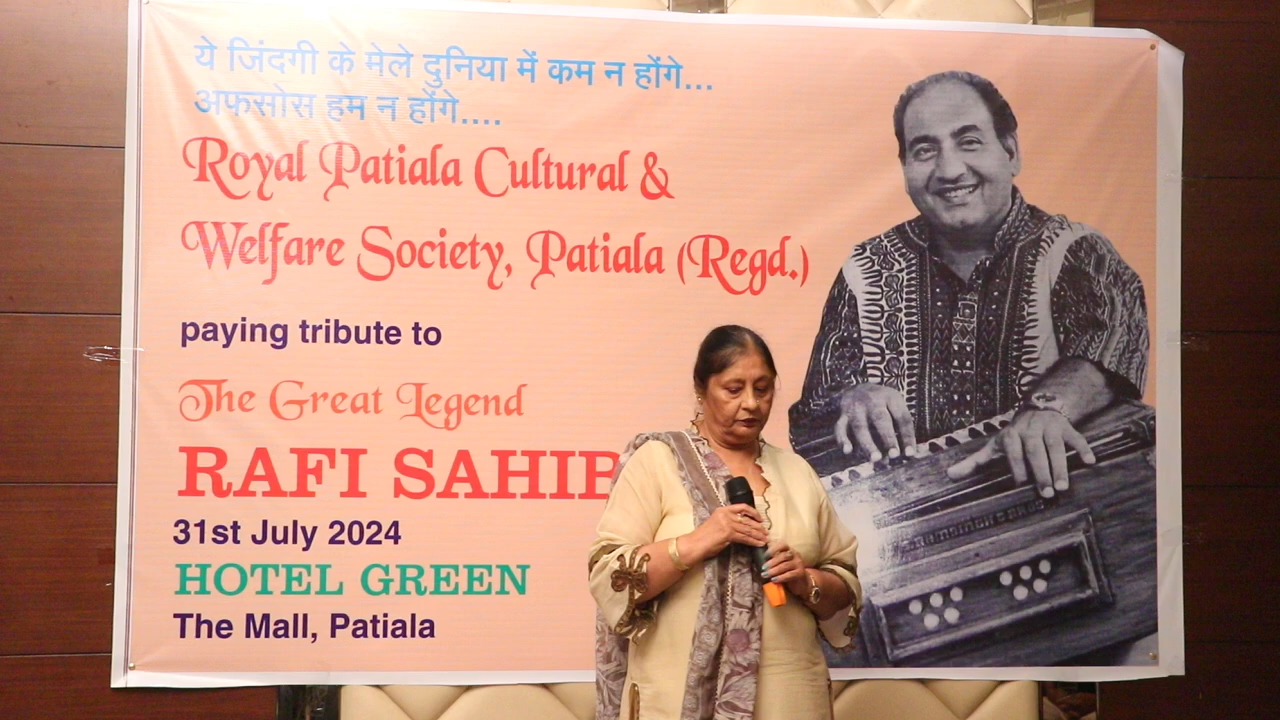 ये जिंदगी के मेले दुनिया में कम न होंगे...
अफसोस हम न होंगे....
Royal Patiala Cultural &
Welfare Society, Patiala (Regd.)
paying tribute to
The Great Legend
RAFI SAHIB
31st July 2024
HOTEL GREEN
The Mall, Patiala